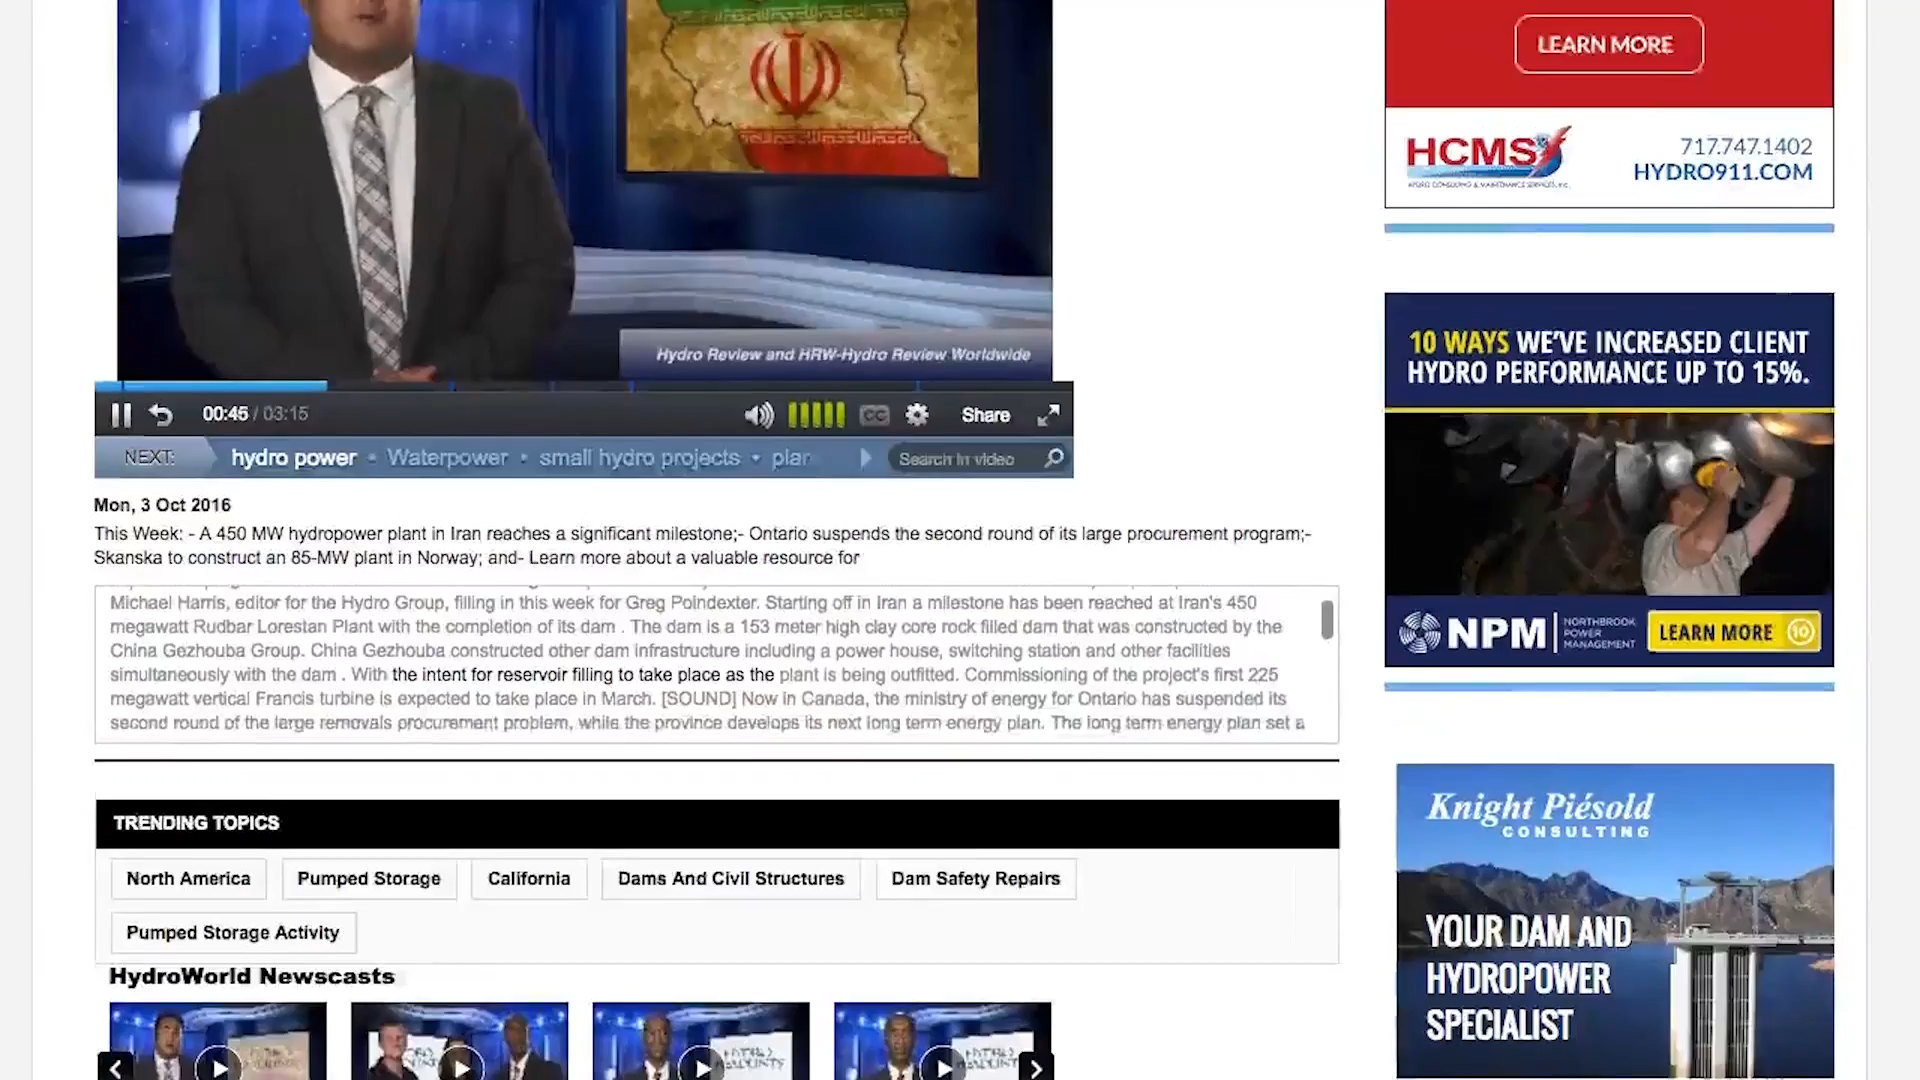 Hydro Review and HRW-Hydro Review Worldwide
00:45 / 03:15
CC
Share
NEXT:
hydro power • Waterpower • small hydro projects • plan
Search in video
Mon, 3 Oct 2016
This Week: - A 450 MW hydropower plant in Iran reaches a significant milestone;- Ontario suspends the second round of its large procurement program;-
Skanska to construct an 85-MW plant in Norway; and- Learn more about a valuable resource for
Michael Harris, editor for the Hydro Group, filling in this week for Greg Poindexter. Starting off in Iran a milestone has been reached at Iran's 450
megawatt Rudbar Lorestan Plant with the completion of its dam . The dam is a 153 meter high clay core rock filled dam that was constructed by the
China Gezhouba Group. China Gezhouba constructed other dam infrastructure including a power house, switching station and other facilities
simultaneously with the dam . With the intent for reservoir filling to take place as the plant is being outfitted. Commissioning of the project's first 225
megawatt vertical Francis turbine is expected to take place in March. [SOUND] Now in Canada, the ministry of energy for Ontario has suspended its
second round of the large removals procurement problem, while the province develops its next long term energy plan. The long term energy plan set a
TRENDING TOPICS
North America
Pumped Storage
California
Dams And Civil Structures
Dam Safety Repairs
Pumped Storage Activity
HydroWorld Newscasts
LEARN MORE
HCMS
HYDRO CONSULTING & MAINTENANCE SERVICES, INC.
717.747.1402
HYDRO911.COM
10 WAYS WE'VE INCREASED CLIENT
HYDRO PERFORMANCE UP TO 15%.
NPM
NORTHBROOK
POWER
MANAGEMENT
LEARN MORE 10
Knight Piésold
CONSULTING
YOUR DAM AND
HYDROPOWER
SPECIALIST